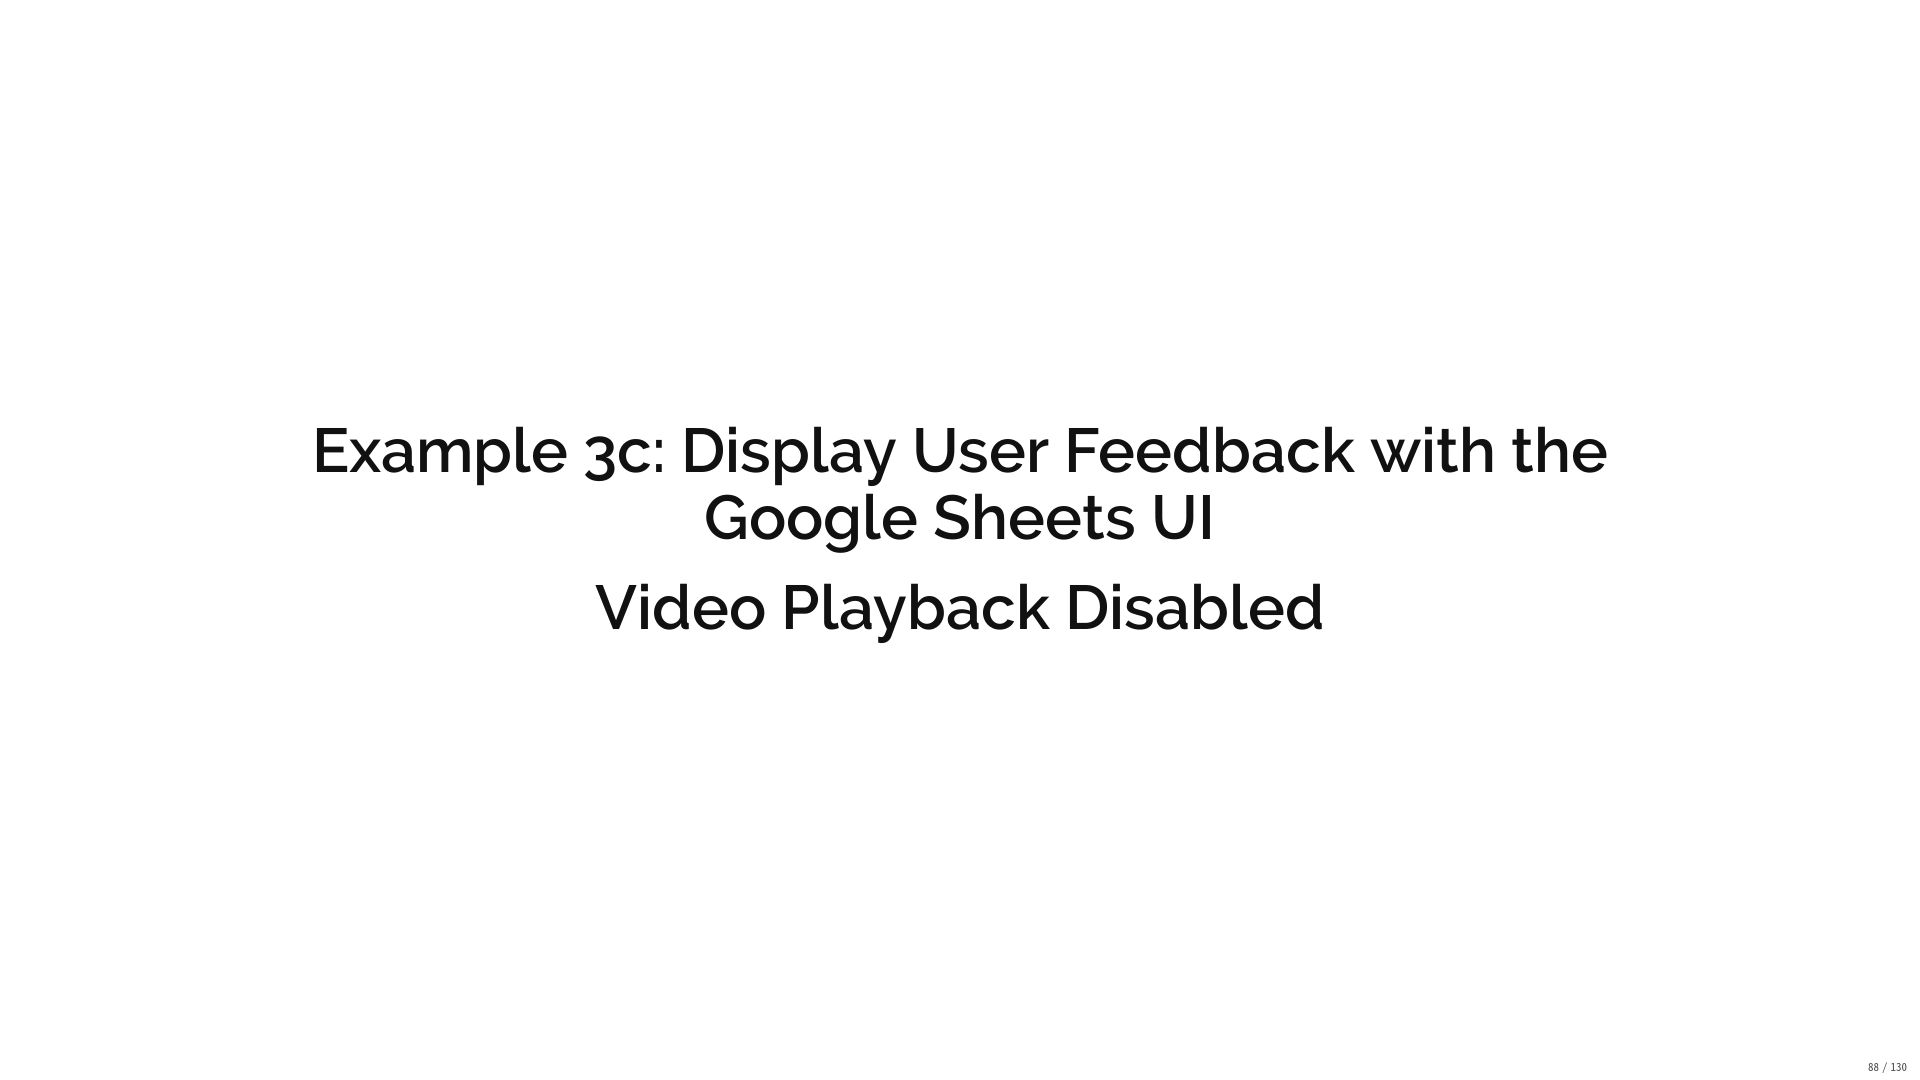 Example 3c: Display User Feedback with the
Google Sheets UI
Video Playback Disabled
88 / 130